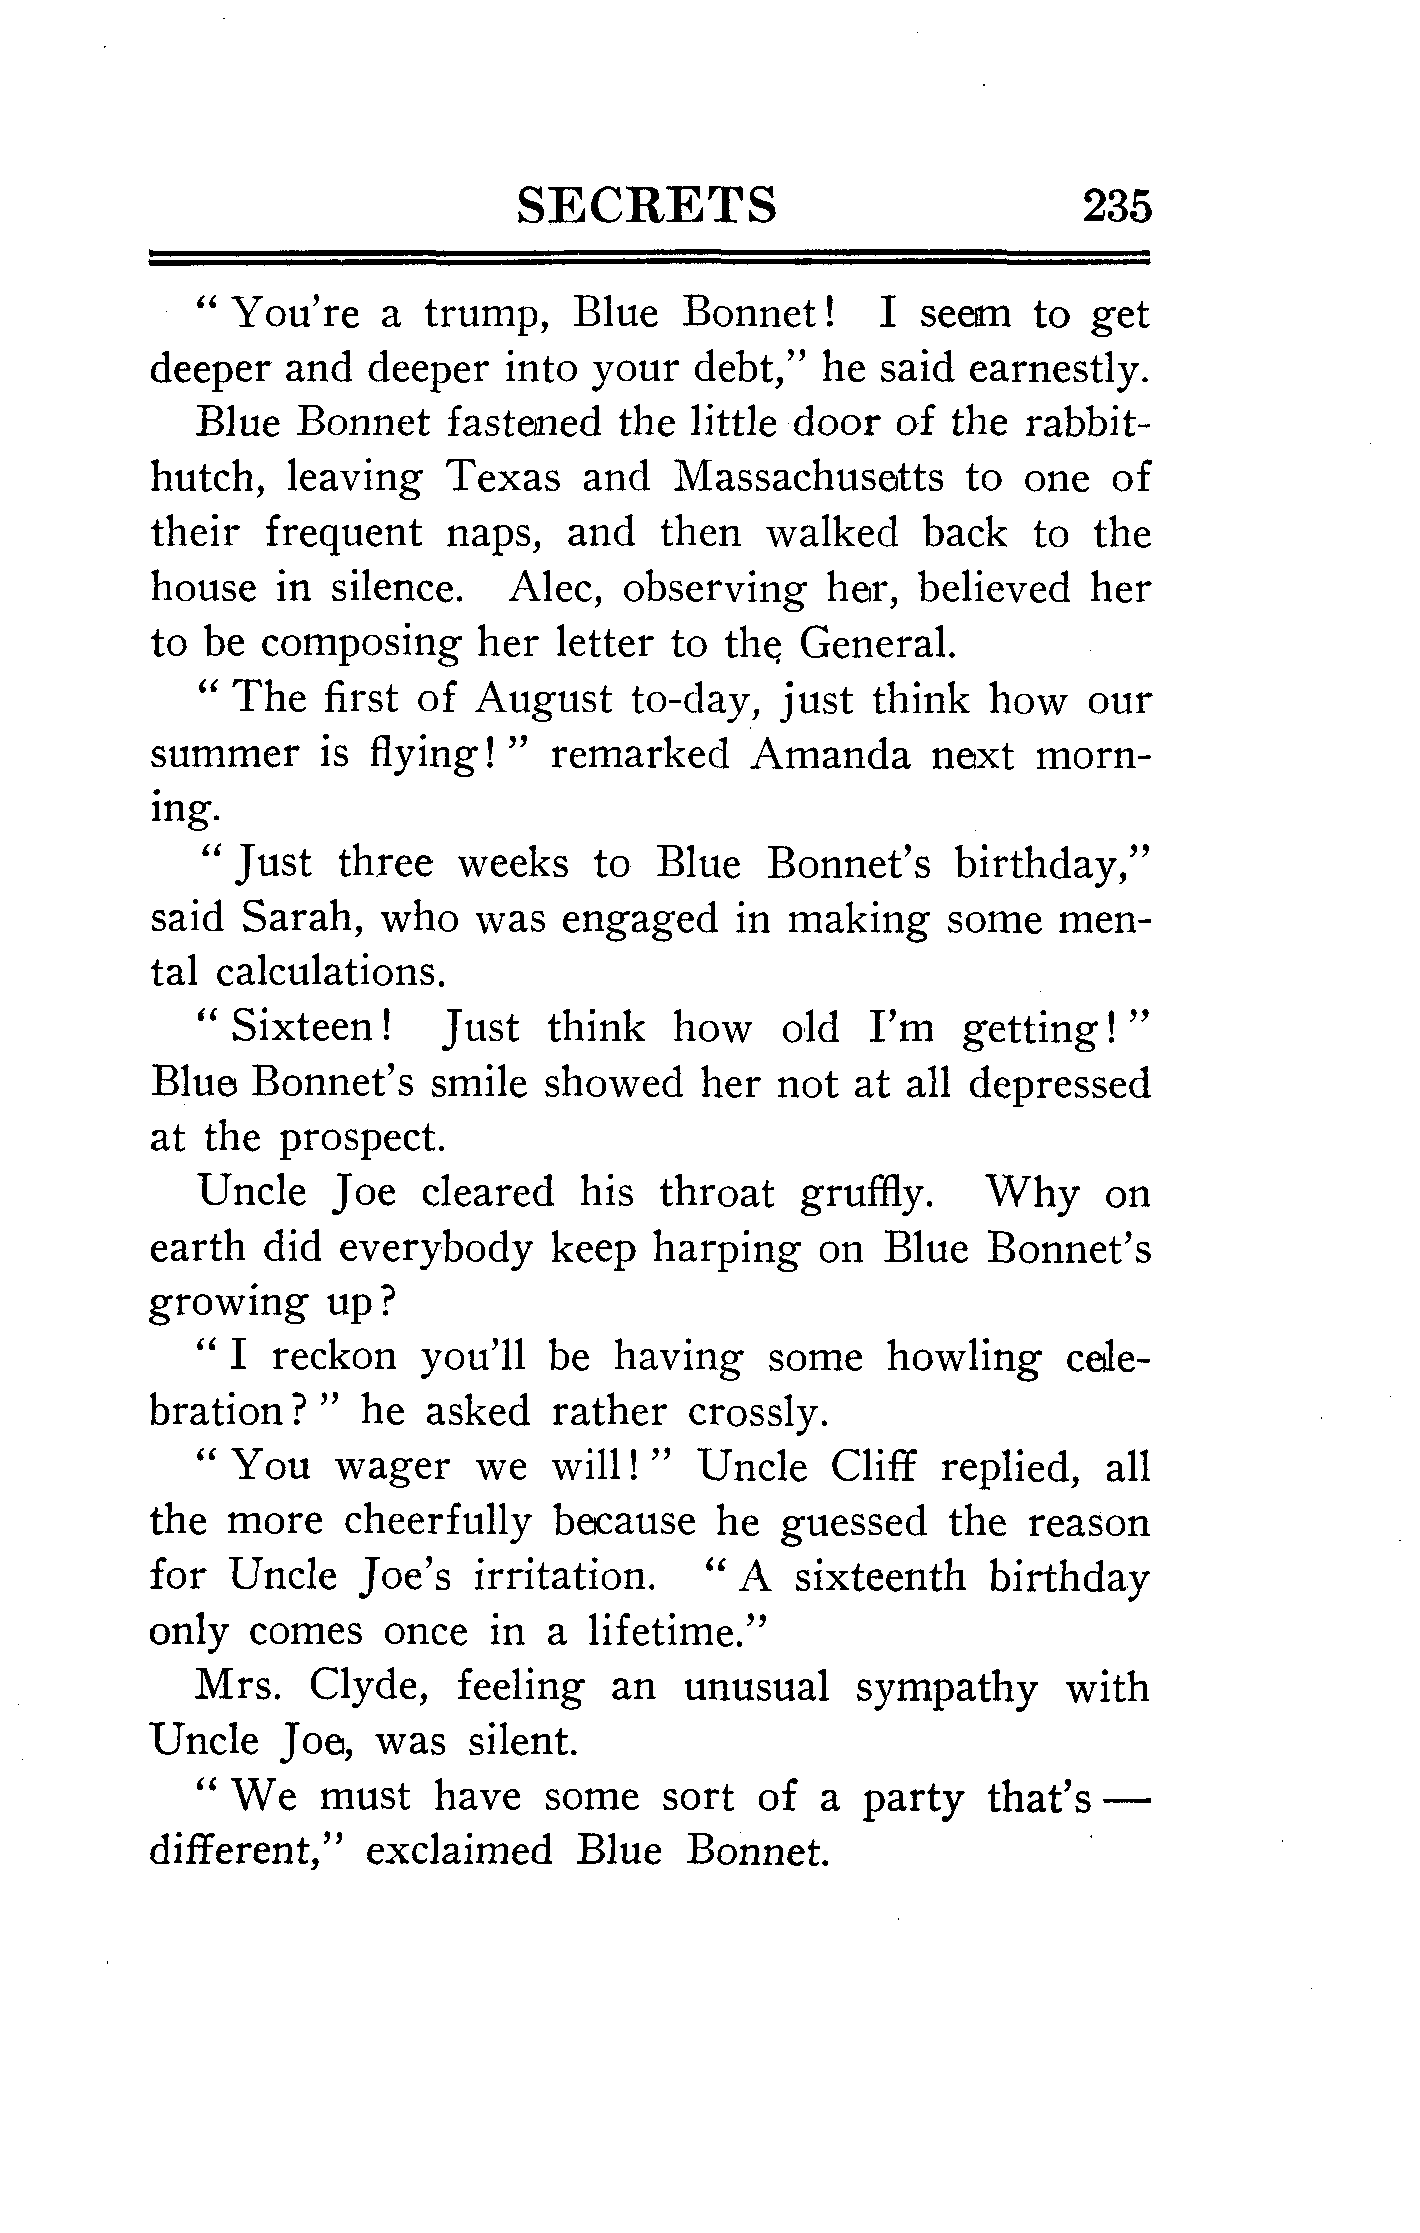 SECRETS 235
“ You’re a trump, Blue Bonnet! I seem to get
deeper and deeper into your debt,” he said earnestly.
Blue Bonnet fastened the little door of the rabbit-
hutch, leaving Texas and Massachusetts to one of
their frequent naps, and then walked back to the
house in silence. Alec, observing her, believed her
to be composing her letter to the General.
“ The first of August to-day, just think how our
summer is flying! ” remarked Amanda next morn-
ing.
“ Just three weeks to Blue Bonnet’s birthday,”
said Sarah, who was engaged in making some men-
tal calculations.
“ Sixteen! Just think how old I’m getting! ”
Blue Bonnet’s smile showed her not at all depressed
at the prospect.
Uncle Joe cleared his throat gruffly. Why on
earth did everybody keep harping on Blue Bonnet’s
growing up?
“ I reckon you’ll be having some howling cele-
bration? ” he asked rather crossly.
“ You wager we will! ” Uncle Cliff replied, all
the more cheerfully because he guessed the reason
for Uncle Joe’s irritation. “ A sixteenth birthday
only comes once in a lifetime.”
Mrs. Clyde, feeling an unusual sympathy with
Uncle Joe, was silent.
“ We must have some sort of a party that’s —
different,” exclaimed Blue Bonnet.